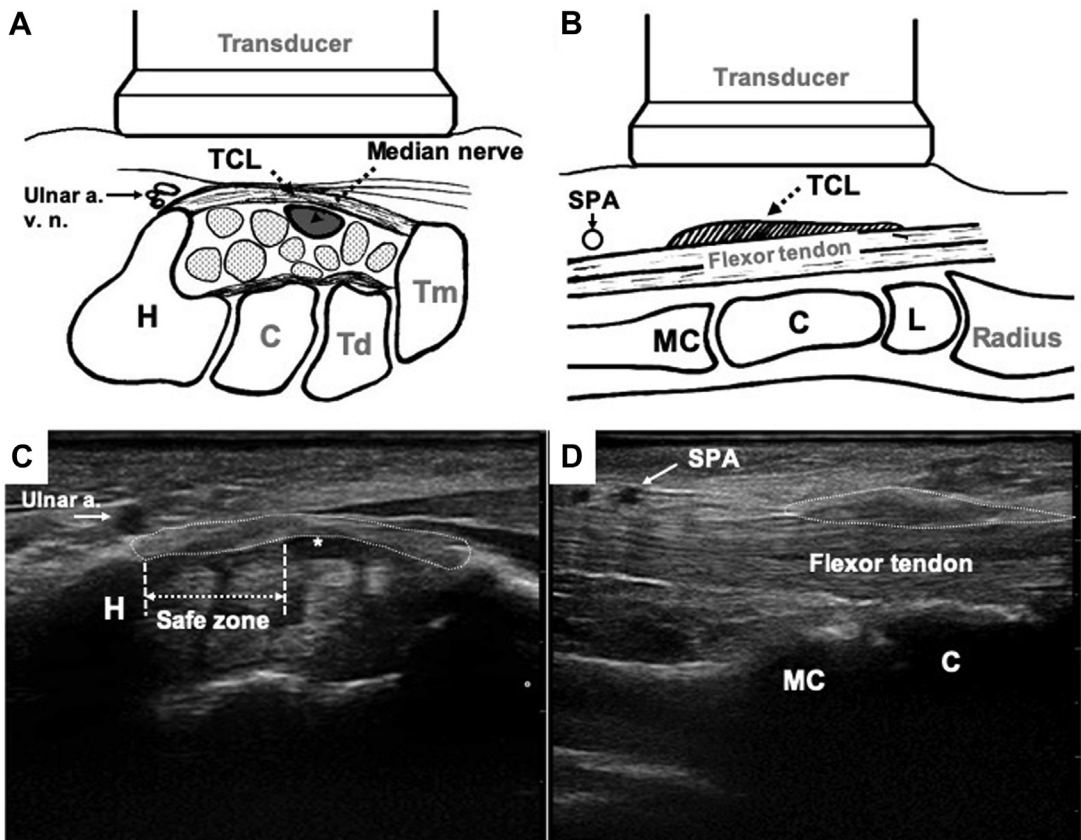 A
Transducer
TCL
Median nerve
Ulnar a.
v. n.
H
C
Td
Tm
B
Transducer
TCL
SPA
Flexor tendon
MC
C
L
Radius
C
Ulnar a.
*
H
Safe zone
D
SPA
Flexor tendon
MC
C